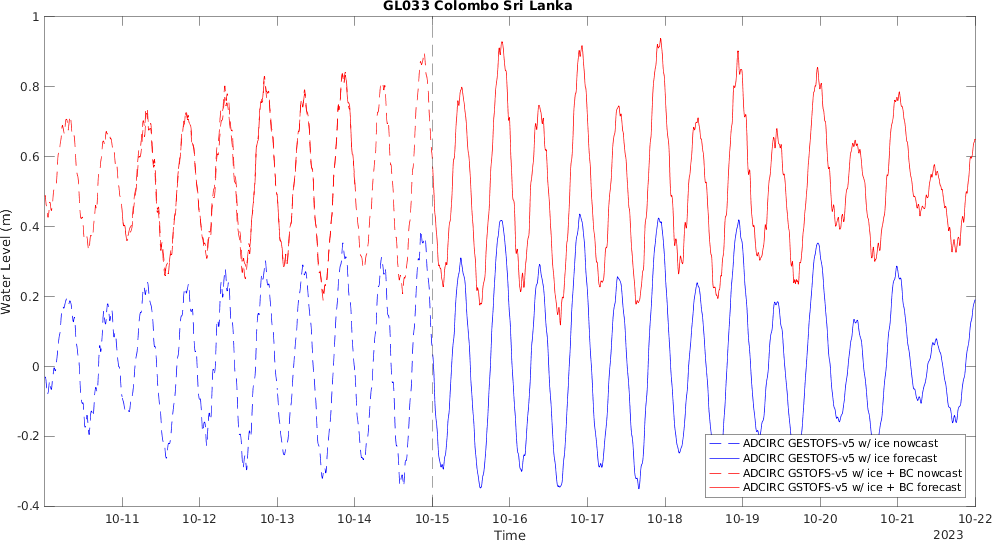 GL033 Colombo Sri Lanka
1
0.8
0.6
0.4
0.2
0
-0.2
-0.4
Water Level (m)
ADCIRC GESTOFS-v5 w/ ice nowcast
ADCIRC GESTOFS-v5 w/ ice forecast
ADCIRC GSTOFS-v5 w/ ice + BC nowcast
ADCIRC GSTOFS-v5 w/ ice + BC forecast
10-11 10-12 10-13 10-14 10-15 10-16 10-17 10-18 10-19 10-20 10-21 10-22
Time
2023